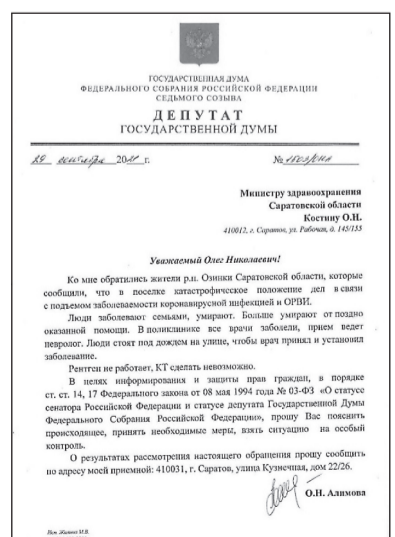 ГОСУДАРСТВЕННАЯ ДУМА
ФЕДЕРАЛЬНОГО СОБРАНИЯ РОССИЙСКОЙ ФЕДЕРАЦИИ
СЕДЬМОГО СОЗЫВА
ДЕПУТАТ
ГОСУДАРСТВЕННОЙ ДУМЫ
29 сентября 2021 г. №
Министру здравоохранения
Саратовской области
Костину О.Н.
410012, г. Саратов, ул. Рабочая, д. 145/155
Уважаемый Олег Николаевич!
Ко мне обратились жители р.п. Озинки Саратовской области, которые
сообщили, что в поселке катастрофическое положение дел в связи
с подъемом заболеваемости коронавирусной инфекцией и ОРВИ.
Люди заболевают семьями, умирают. Больше умирают от поздно
оказанной помощи. В поликлинике все врачи заболели, прием ведет
невролог. Люди стоят под дождем на улице, чтобы врач принял и установил
заболевание.
Рентген не работает, КТ сделать невозможно.
В целях информирования и защиты прав граждан, в порядке
ст. ст. 14, 17 Федерального закона от 08 мая 1994 года № 03-ФЗ «О статусе
сенатора Российской Федерации и статусе депутата Государственной Думы
Федерального Собрания Российской Федерации», прошу Вас пояснить
происходящее, принять необходимые меры, взять ситуацию на особый
контроль.
О результатах рассмотрения настоящего обращения прошу сообщить
по адресу моей приемной: 410031, г. Саратов, улица Кузнечная, дом 22/26.
О.Н. Алимова
Исп. И.В.